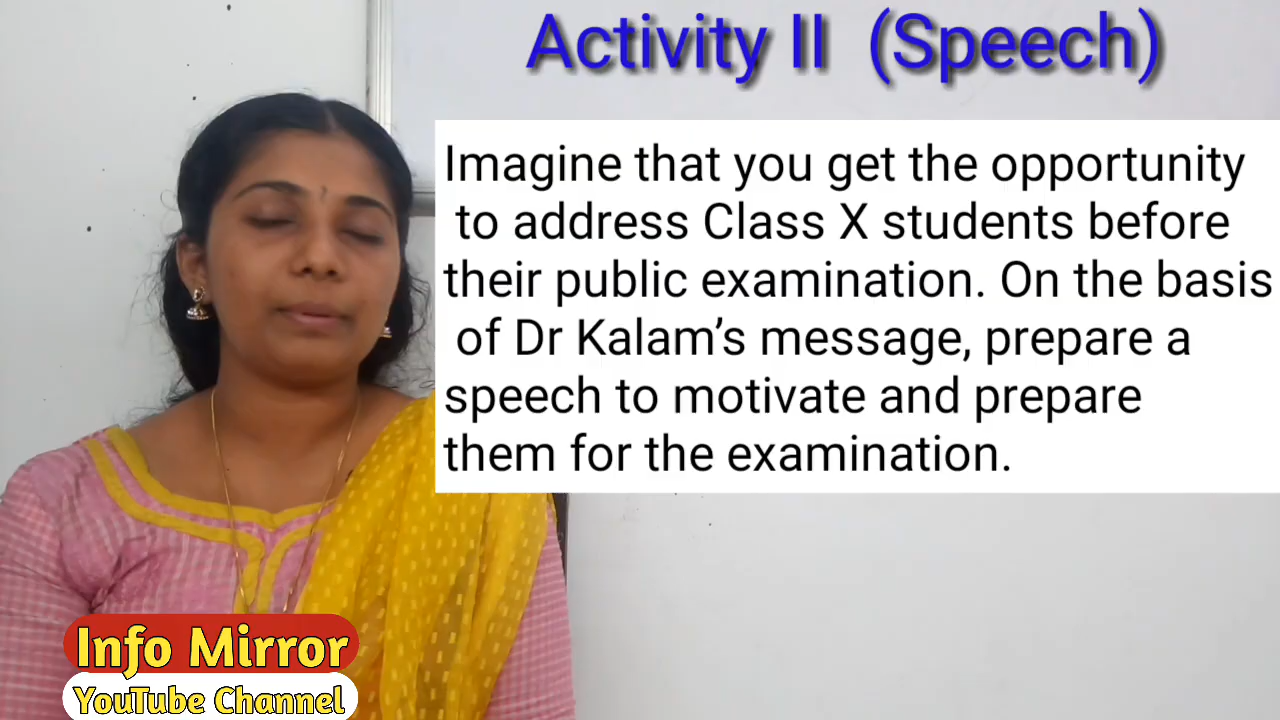 Activity II (Speech)
Imagine that you get the opportunity
to address Class X students before
their public examination. On the basis
of Dr Kalam’s message, prepare a
speech to motivate and prepare
them for the examination.
Info Mirror
YouTube Channel